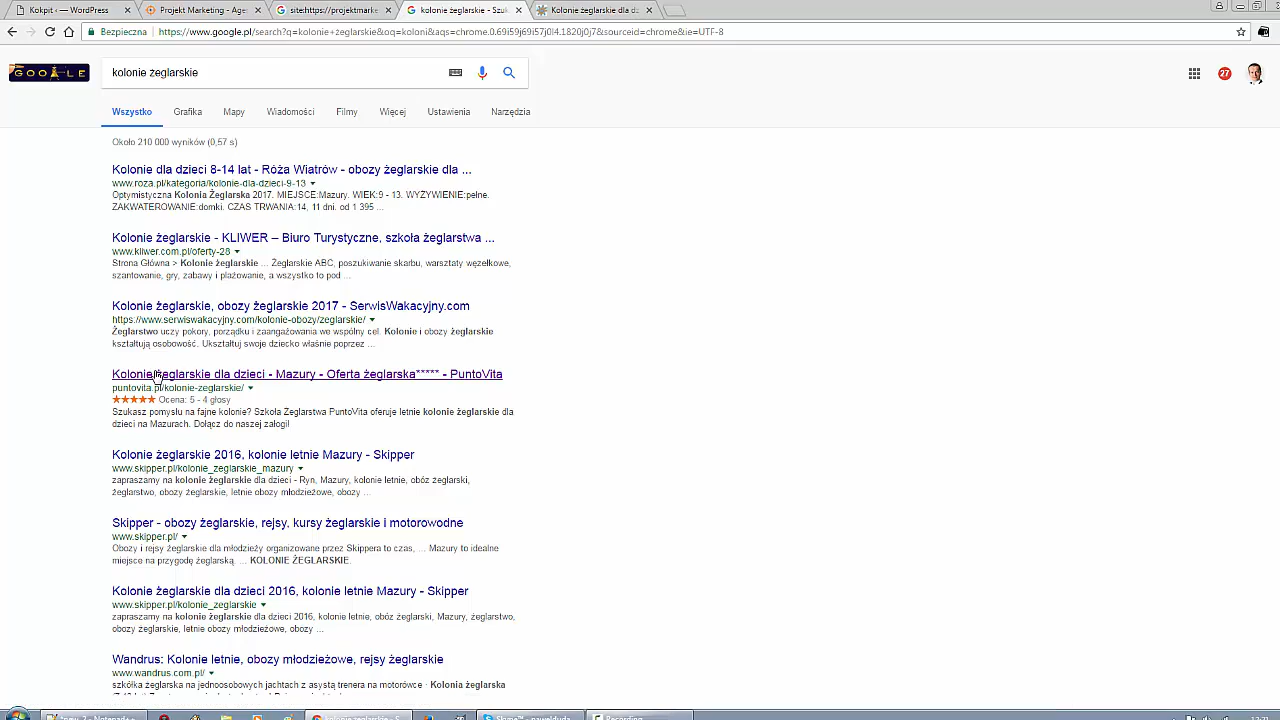 Kokpit ‹ — WordPress
Projekt Marketing - Agen
site:https://projektmarke
kolonie żeglarskie - Szuk
Kolonie żeglarskie dla dz
Bezpieczna
https://www.google.pl/search?q=kolonie+żeglarskie&oq=koloni&aqs=chrome.0.69i59j69i57j0l4.1820j0j7&sourceid=chrome&ie=UTF-8
GOOGLE
kolonie żeglarskie
27
Wszystko Grafika Mapy Wiadomości Filmy Więcej Ustawienia Narzędzia
Około 210 000 wyników (0,57 s)
Kolonie dla dzieci 8-14 lat - Róża Wiatrów - obozy żeglarskie dla ...
www.roza.pl/kategoria/kolonie-dla-dzieci-9-13
Optymistyczna Kolonia Żeglarska 2017. MIEJSCE:Mazury. WIEK:9 - 13. WYŻYWIENIE:pełne.
ZAKWATEROWANIE:domki. CZAS TRWANIA:14, 11 dni. od 1 395 ...
Kolonie żeglarskie - KLIWER – Biuro Turystyczne, szkoła żeglarstwa ...
www.kliwer.com.pl/oferty-28
Strona Główna > Kolonie żeglarskie ... Żeglarskie ABC, poszukiwanie skarbu, warsztaty węzełkowe,
szantowanie, gry, zabawy i plażowanie, a wszystko to pod ...
Kolonie żeglarskie, obozy żeglarskie 2017 - SerwisWakacyjny.com
https://www.serwiswakacyjny.com/kolonie-obozy/zeglarskie/
Żeglarstwo uczy pokory, porządku i zaangażowania we wspólny cel. Kolonie i obozy żeglarskie
kształtują osobowość. Ukształtuj swoje dziecko właśnie poprzez ...
Kolonie żeglarskie dla dzieci - Mazury - Oferta żeglarska***** - PuntoVita
puntovita.pl/kolonie-zeglarskie/
Ocena: 5 - 4 głosy
Szukasz pomysłu na fajne kolonie? Szkoła Żeglarstwa PuntoVita oferuje letnie kolonie żeglarskie dla
dzieci na Mazurach. Dołącz do naszej załogi!
Kolonie żeglarskie 2016, kolonie letnie Mazury - Skipper
www.skipper.pl/kolonie_zeglarskie_mazury
zapraszamy na kolonie żeglarskie dla dzieci - Ryn, Mazury, kolonie letnie, obóz żeglarski,
żeglarstwo, obozy żeglarskie, letnie obozy młodzieżowe, obozy ...
Skipper - obozy żeglarskie, rejsy, kursy żeglarskie i motorowodne
www.skipper.pl/
Obozy i rejsy żeglarskie dla młodzieży organizowane przez Skippera to czas, ... Mazury to idealne
miejsce na przygodę żeglarską. ... KOLONIE ŻEGLARSKIE.
Kolonie żeglarskie dla dzieci 2016, kolonie letnie Mazury - Skipper
www.skipper.pl/kolonie_zeglarskie
zapraszamy na kolonie żeglarskie dla dzieci 2016, kolonie letnie, obóz żeglarski, Mazury, żeglarstwo,
obozy żeglarskie, letnie obozy młodzieżowe, obozy ...
Wandrus: Kolonie letnie, obozy młodzieżowe, rejsy żeglarskie
www.wandrus.com.pl/
szkółka żeglarska na jednoosobowych jachtach z asystą trenera na motorówce · Kolonia żeglarska